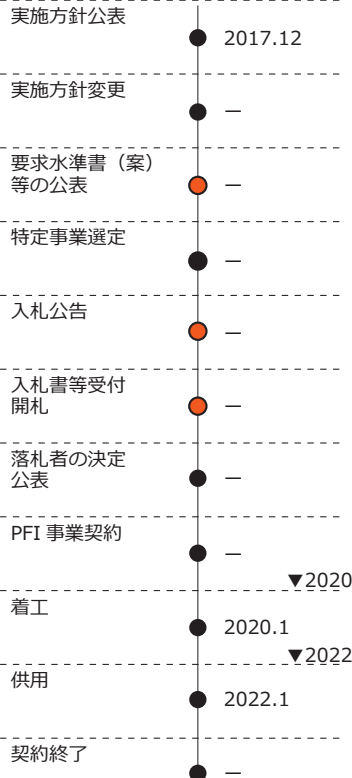 実施方針公表
2017.12
実施方針変更
―
要求水準書（案）
等の公表
―
特定事業選定
―
入札公告
―
入札書等受付
開札
―
落札者の決定
公表
―
PFI 事業契約
―
▼2020
着工
2020.1
▼2022
供用
2022.1
契約終了
―